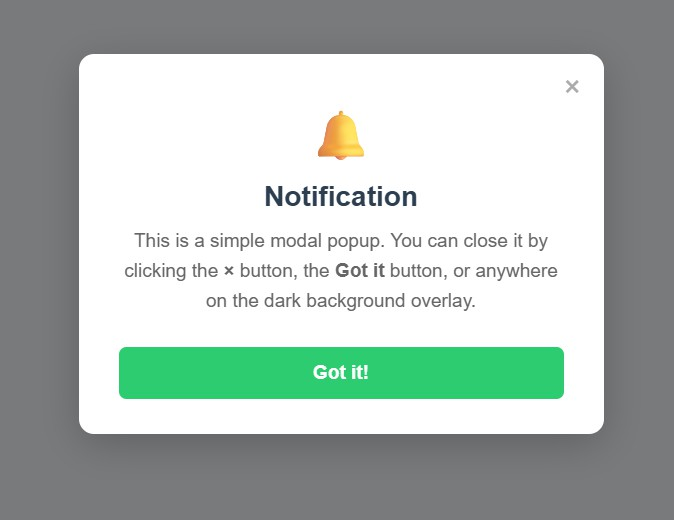 ×
Notification
This is a simple modal popup. You can close it by
clicking the × button, the Got it button, or anywhere
on the dark background overlay.
Got it!